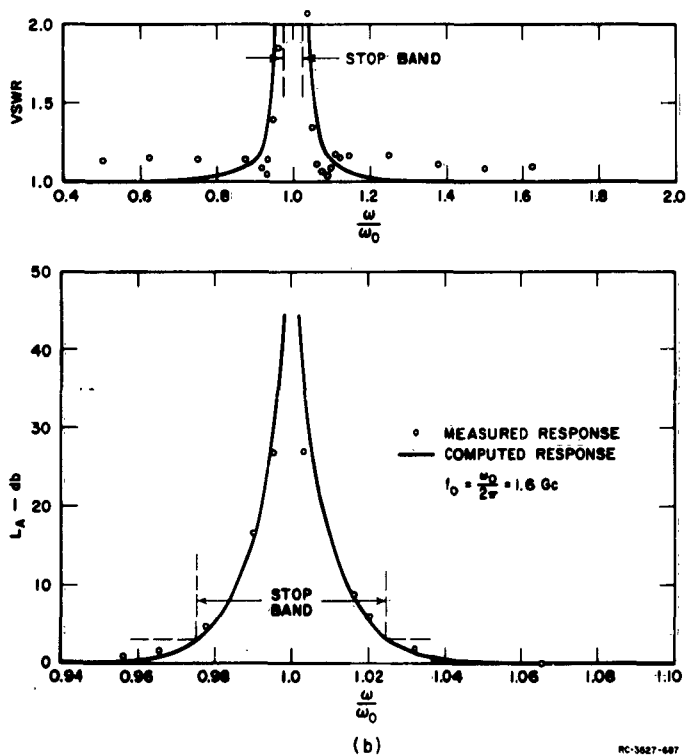 2.0
VSWR
1.5
1.0
STOP BAND
0.4 0.6 0.8 1.0 1.2 1.4 1.6 1.8 2.0
ω/ω0
50
40
30
20
10
0
LA — db
MEASURED RESPONSE
COMPUTED RESPONSE
f0 = ω0/2π = 1.6 Gc
STOP
BAND
0.94 0.96 0.98 1.0 1.02 1.04 1.06 1.08 1.10
ω/ω0
(b)
RC-3527-687